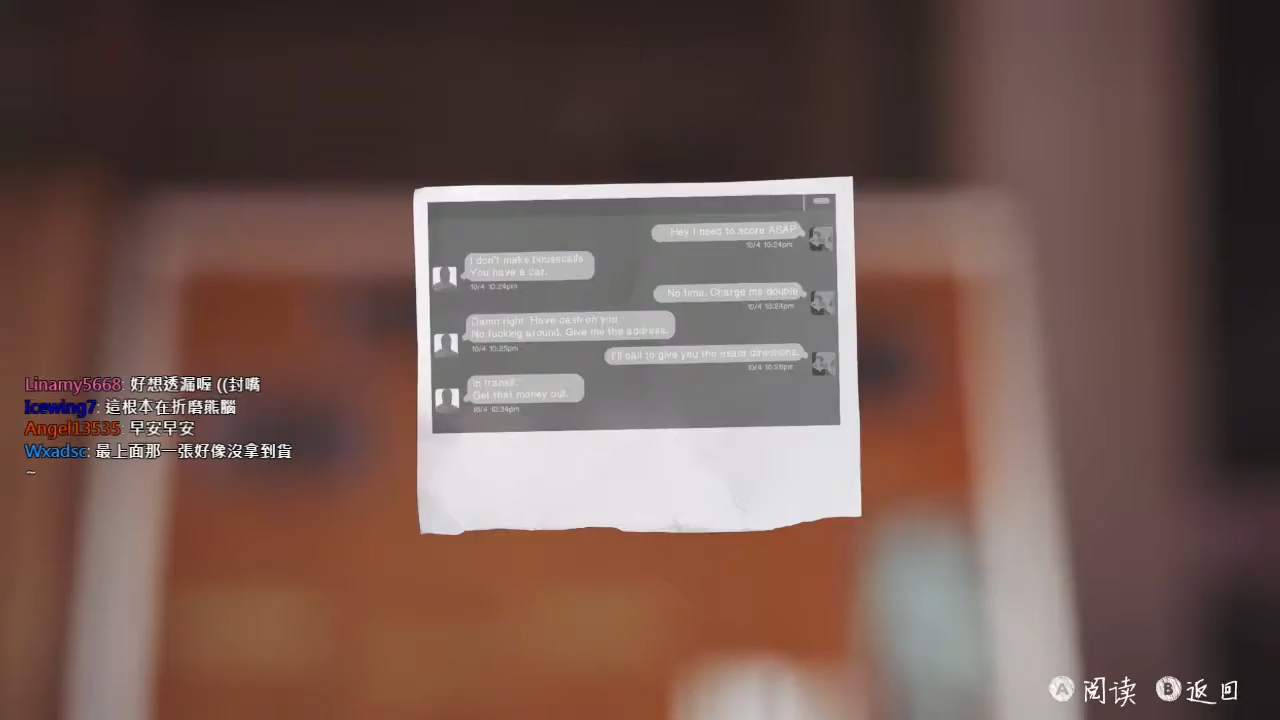 Hey I need to score ASAP
10/4 10:24pm
I don't make housecalls.
You have a car.
10/4 10:24pm
No time. Charge me double
10/4 10:24pm
Damn right. Have cash on you.
No fucking around. Give me the address.
10/4 10:25pm
I'll call to give you the exact directions.
10/4 10:26pm
In transit.
Get that money out.
10/4 10:34pm
Linamy5668: 好想透漏喔 ((封嘴
Icewing7: 這根本在折磨熊腦
Angel13535: 早安早安
Wxadsc: 最上面那一張好像沒拿到貨
~
A 阅读 B 返回